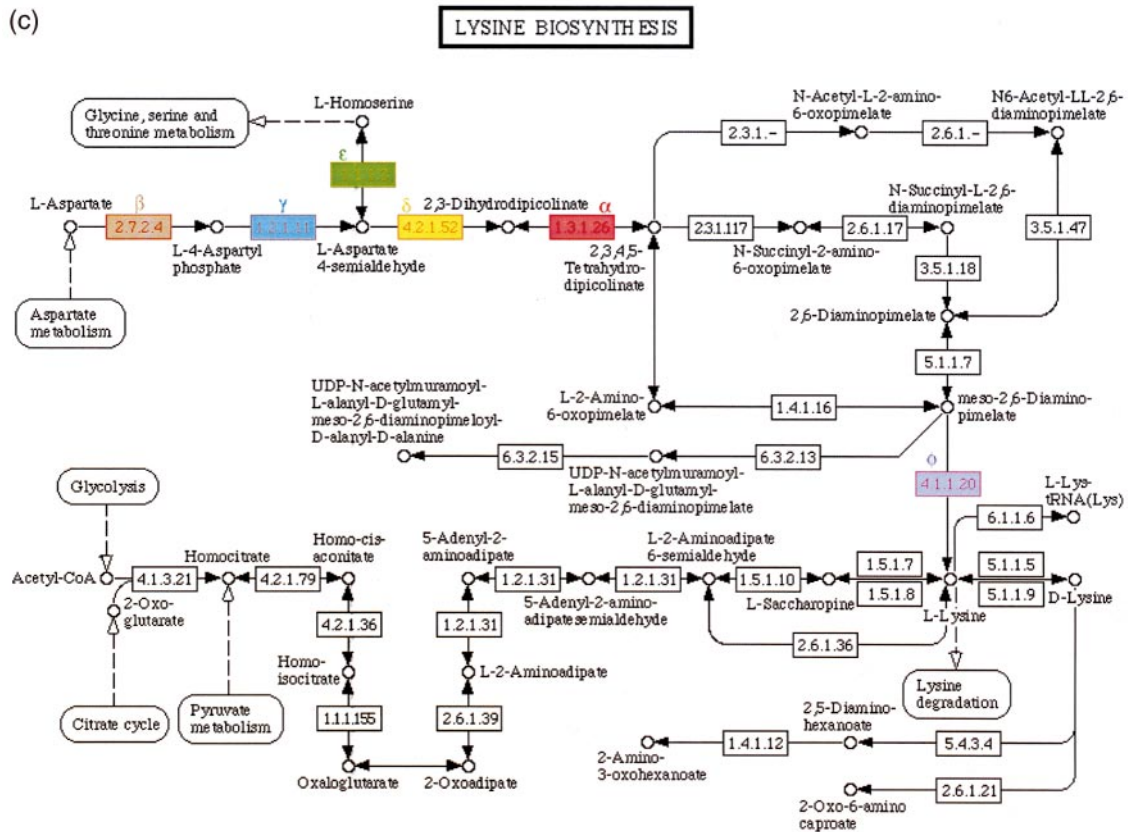 (c)
LYSINE BIOSYNTHESIS
Glycine, serine and
threonine metabolism
L-Homoserine
ε
N-Acetyl-L-2-amino-
6-oxopimelate
N6-Acetyl-LL-2,6-
diaminopimelate
2.3.1.-
2.6.1.-
L-Aspartate
β
2.7.2.4
L-4-Aspartyl
phosphate
γ
L-Aspartate
4-semialdehyde
δ
4.2.1.52
2,3-Dihydrodipicolinate
α
1.3.1.26
2,3,4,5-
Tetrahydro-
dipicolinate
2.3.1.117
N-Succinyl-2-amino-
6-oxopimelate
2.6.1.17
N-Succinyl-L-2,6-
diaminopimelate
3.5.1.18
3.5.1.47
Aspartate
metabolism
2,6-Diaminopimelate
5.1.1.7
UDP-N-acetylmuramoyl-
L-alanyl-D-glutamyl-
meso-2,6-diaminopimeloyl-
D-alanyl-D-alanine
L-2-Amino-
6-oxopimelate
1.4.1.16
meso-2,6-Diamino-
pimelate
6.3.2.15
UDP-N-acetylmuramoyl-
L-alanyl-D-glutamyl-
meso-2,6-diaminopimelate
6.3.2.13
4.1.1.20
L-Lys-
tRNA(Lys)
6.1.1.6
Glycolysis
Acetyl-CoA
4.1.3.21
2-Oxo-
glutarate
Homocitrate
4.2.1.79
Homo-cis-
aconitate
4.2.1.36
Homo-
isocitrate
1.1.1.155
Oxaloglutarate
2-Oxoadipate
2.6.1.39
L-2-Aminoadipate
1.2.1.31
5-Adenyl-2-
aminoadipate
1.2.1.31
5-Adenyl-2-amino-
adipatesemialdehyde
1.2.1.31
L-2-Aminoadipate
6-semialdehyde
1.5.1.10
L-Saccharopine
1.5.1.7
1.5.1.8
2.6.1.36
L-Lysine
5.1.1.5
5.1.1.9
D-Lysine
Citrate cycle
Pyruvate
metabolism
Lysine
degradation
2-Amino-
3-oxohexanoate
1.4.1.12
2,5-Diamino-
hexanoate
5.4.3.4
2-Oxo-6-amino
caproate
2.6.1.21